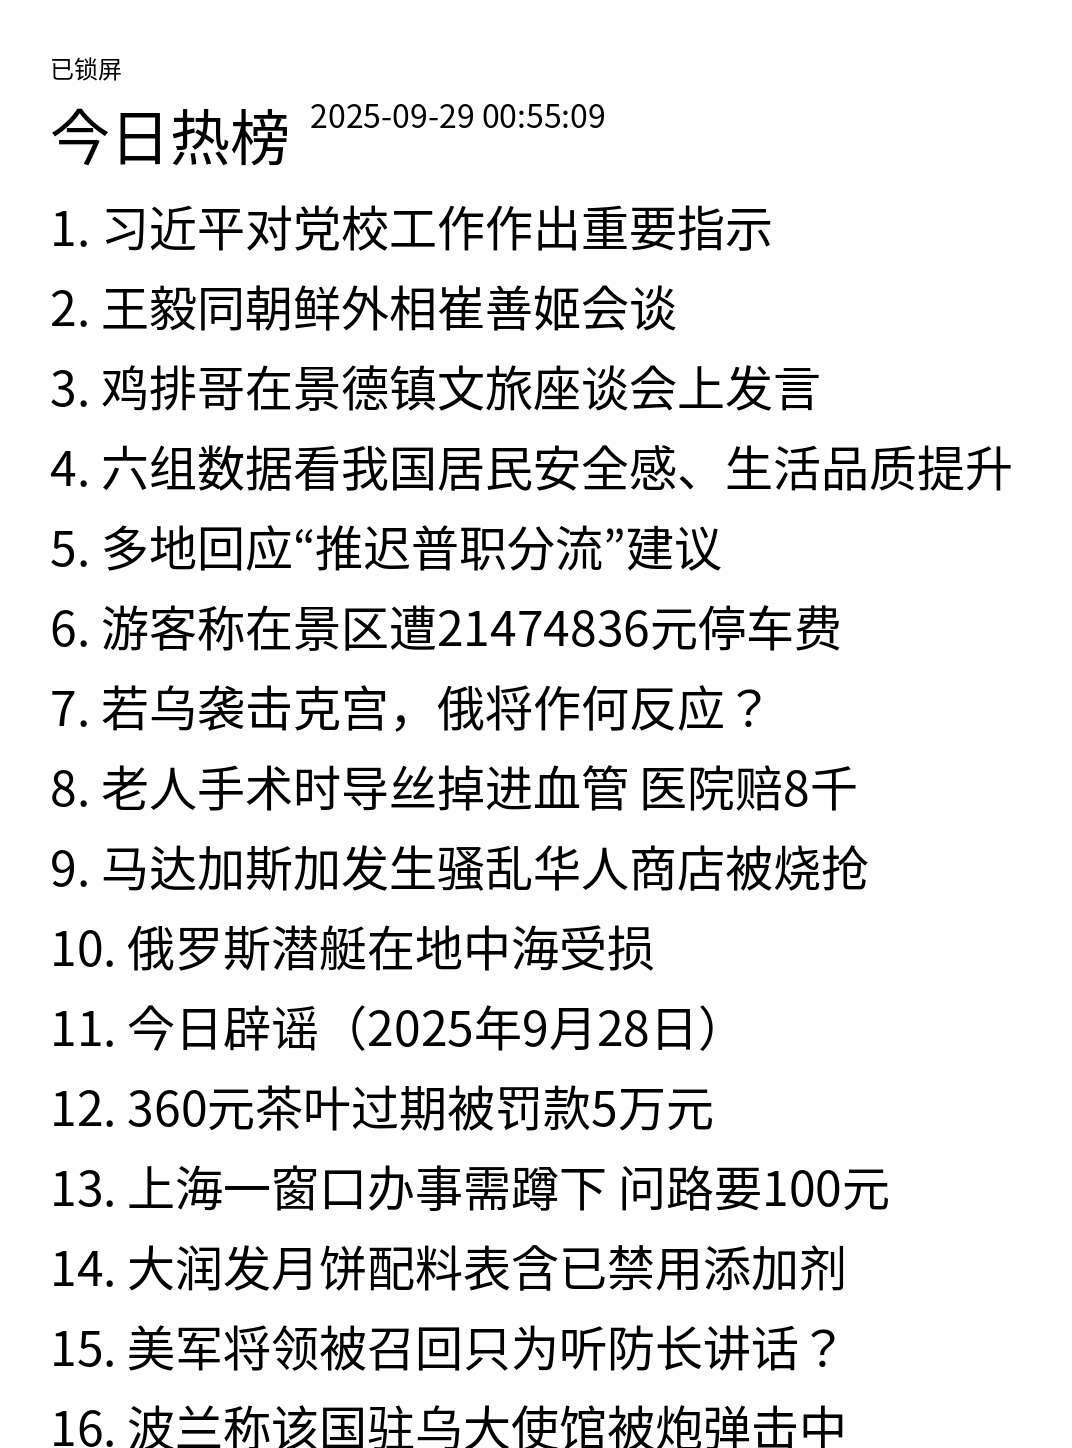 已锁屏
今日热榜 2025-09-29 00:55:09
1. 习近平对党校工作作出重要指示
2. 王毅同朝鲜外相崔善姬会谈
3. 鸡排哥在景德镇文旅座谈会上发言
4. 六组数据看我国居民安全感、生活品质提升
5. 多地回应“推迟普职分流”建议
6. 游客称在景区遭21474836元停车费
7. 若乌袭击克宫，俄将作何反应？
8. 老人手术时导丝掉进血管 医院赔8千
9. 马达加斯加发生骚乱华人商店被烧抢
10. 俄罗斯潜艇在地中海受损
11. 今日辟谣（2025年9月28日）
12. 360元茶叶过期被罚款5万元
13. 上海一窗口办事需蹲下 问路要100元
14. 大润发月饼配料表含已禁用添加剂
15. 美军将领被召回只为听防长讲话？
16. 波兰称该国驻乌大使馆被炮弹击中